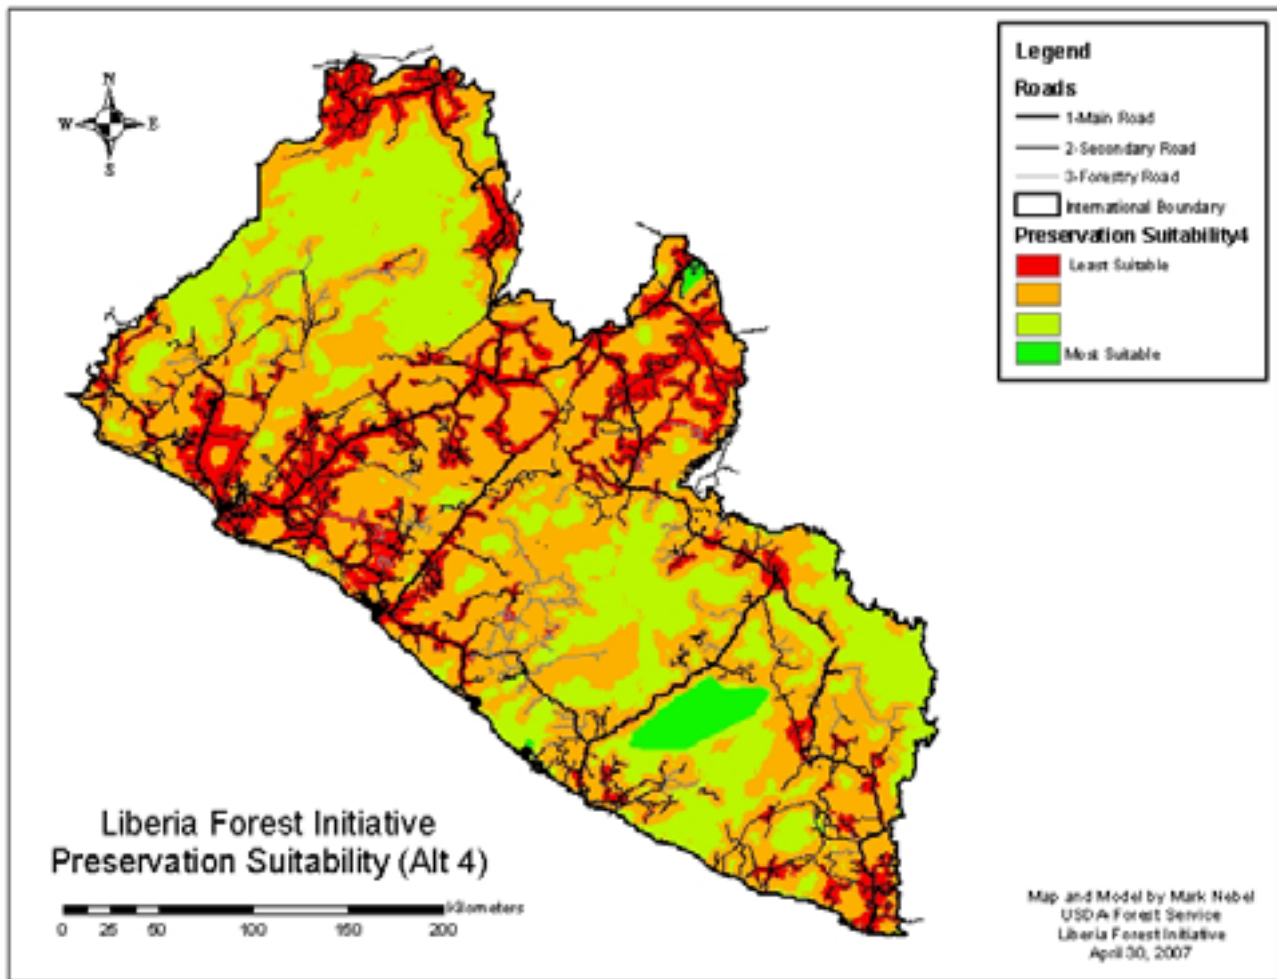 N
W E
S
Legend
Roads
1-Main Road
2-Secondary Road
3-Forestry Road
International Boundary
Preservation Suitability4
Least Suitable
Most Suitable
Liberia Forest Initiative
Preservation Suitability (Alt 4)
Kilometers
0 25 50 100 150 200
Map and Model by Mark Nebel
USDA Forest Service
Liberia Forest Initiative
April 30, 2007